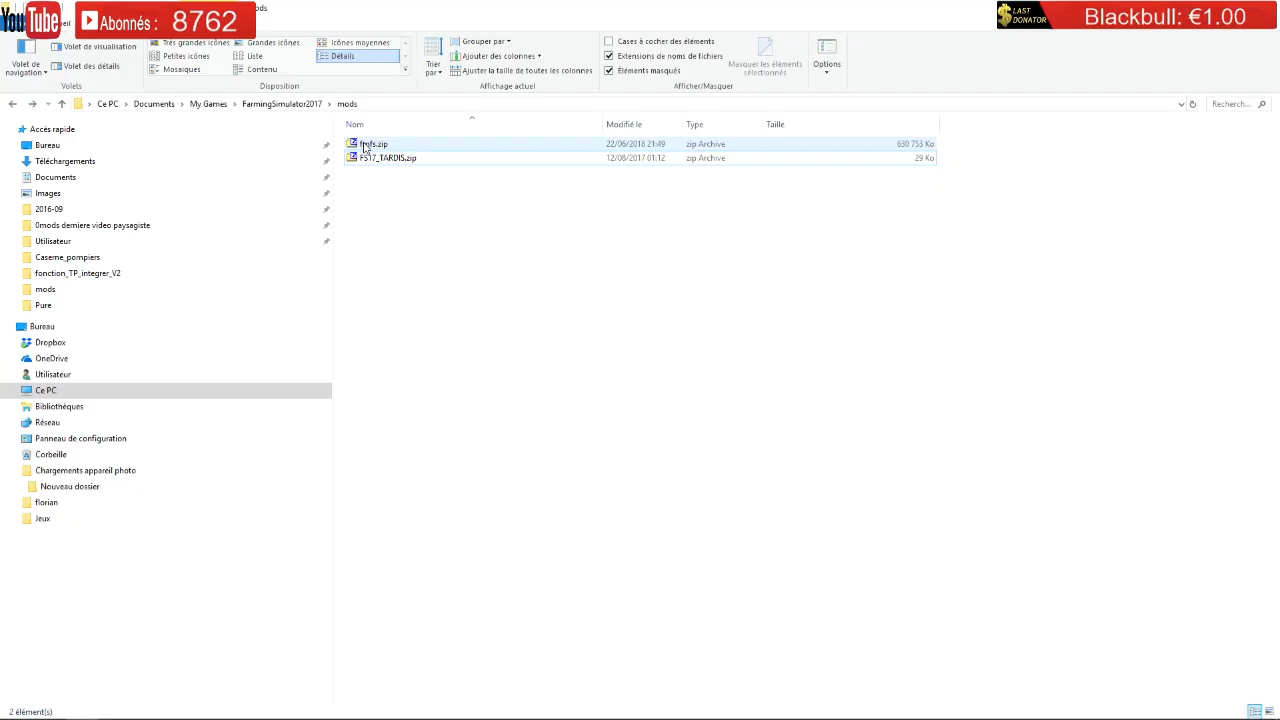 YouTube Abonnés : 8762
LAST DONATOR Blackbull: €1.00
Volet de navigation
Volet de visualisation
Volet des détails
Très grandes icônes Grandes icônes Icônes moyennes
Petites icônes Liste Détails
Mosaïques Contenu
Trier par
Grouper par
Ajouter des colonnes
Ajuster la taille de toutes les colonnes
Cases à cocher des éléments
Extensions de noms de fichiers
Éléments masqués
Masquer les éléments sélectionnés
Options
Volets Disposition Affichage actuel Afficher/Masquer
Ce PC Documents My Games FarmingSimulator2017 mods Recherch...
Nom Modifié le Type Taille
22/06/2018 21:49 zip Archive 630 753 Ko
FS17_TARDIS.zip 12/08/2017 01:12 zip Archive 29 Ko
Accès rapide
Bureau
Téléchargements
Documents
Images
2016-09
0mods derniere video paysagiste
Utilisateur
Caserne_pompiers
fonction_TP_integrer_V2
mods
Pure
Bureau
Dropbox
OneDrive
Utilisateur
Ce PC
Bibliothèques
Réseau
Panneau de configuration
Corbeille
Chargements appareil photo
Nouveau dossier
florian
Jeux
2 élément(s)